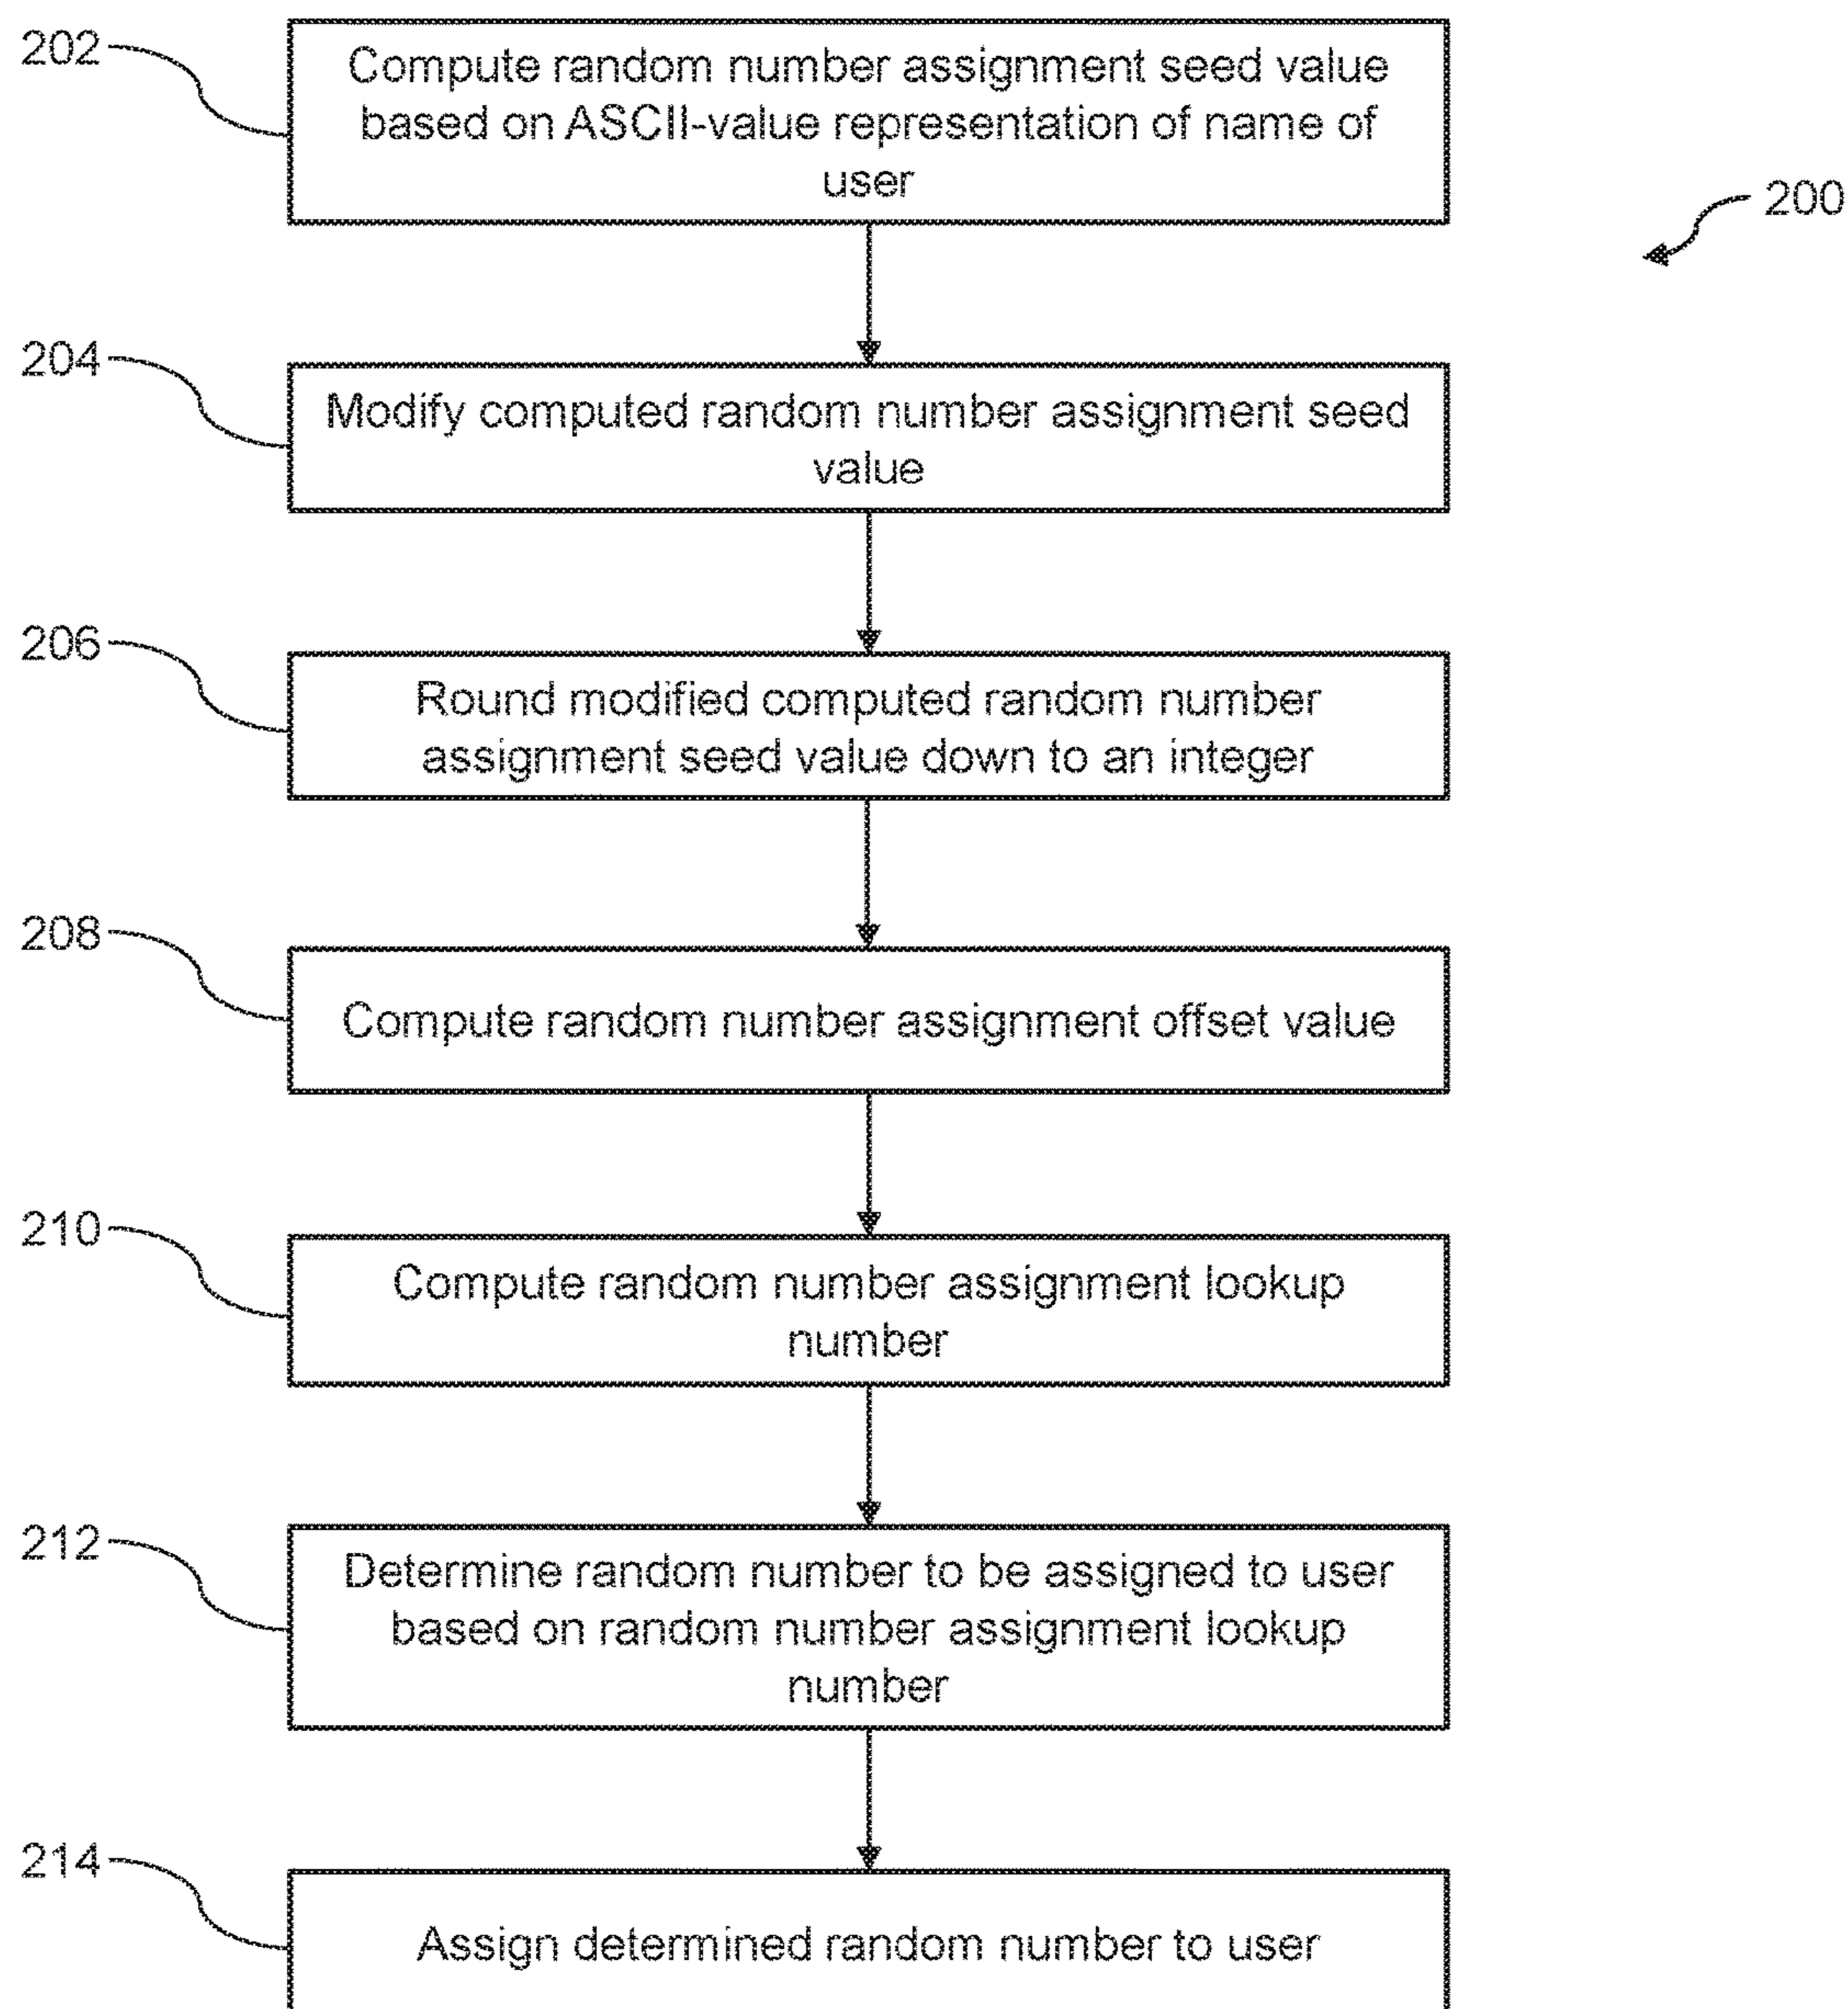 202
Compute random number assignment seed value
based on ASCII-value representation of name of
user
200
204
Modify computed random number assignment seed
value
206
Round modified computed random number
assignment seed value down to an integer
208
Compute random number assignment offset value
210
Compute random number assignment lookup
number
212
Determine random number to be assigned to user
based on random number assignment lookup
number
214
Assign determined random number to user